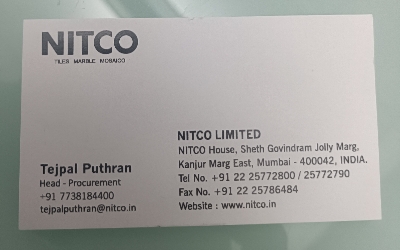 NITCO
TILES MARBLE MOSAICO
Tejpal Puthran
Head - Procurement
+91 7738184400
tejpalputhran@nitco.in
NITCO LIMITED
NITCO House, Sheth Govindram Jolly Marg,
Kanjur Marg East, Mumbai - 400042, INDIA.
Tel No. +91 22 25772800 / 25772790
Fax No. +91 22 25786484
Website : www.nitco.in